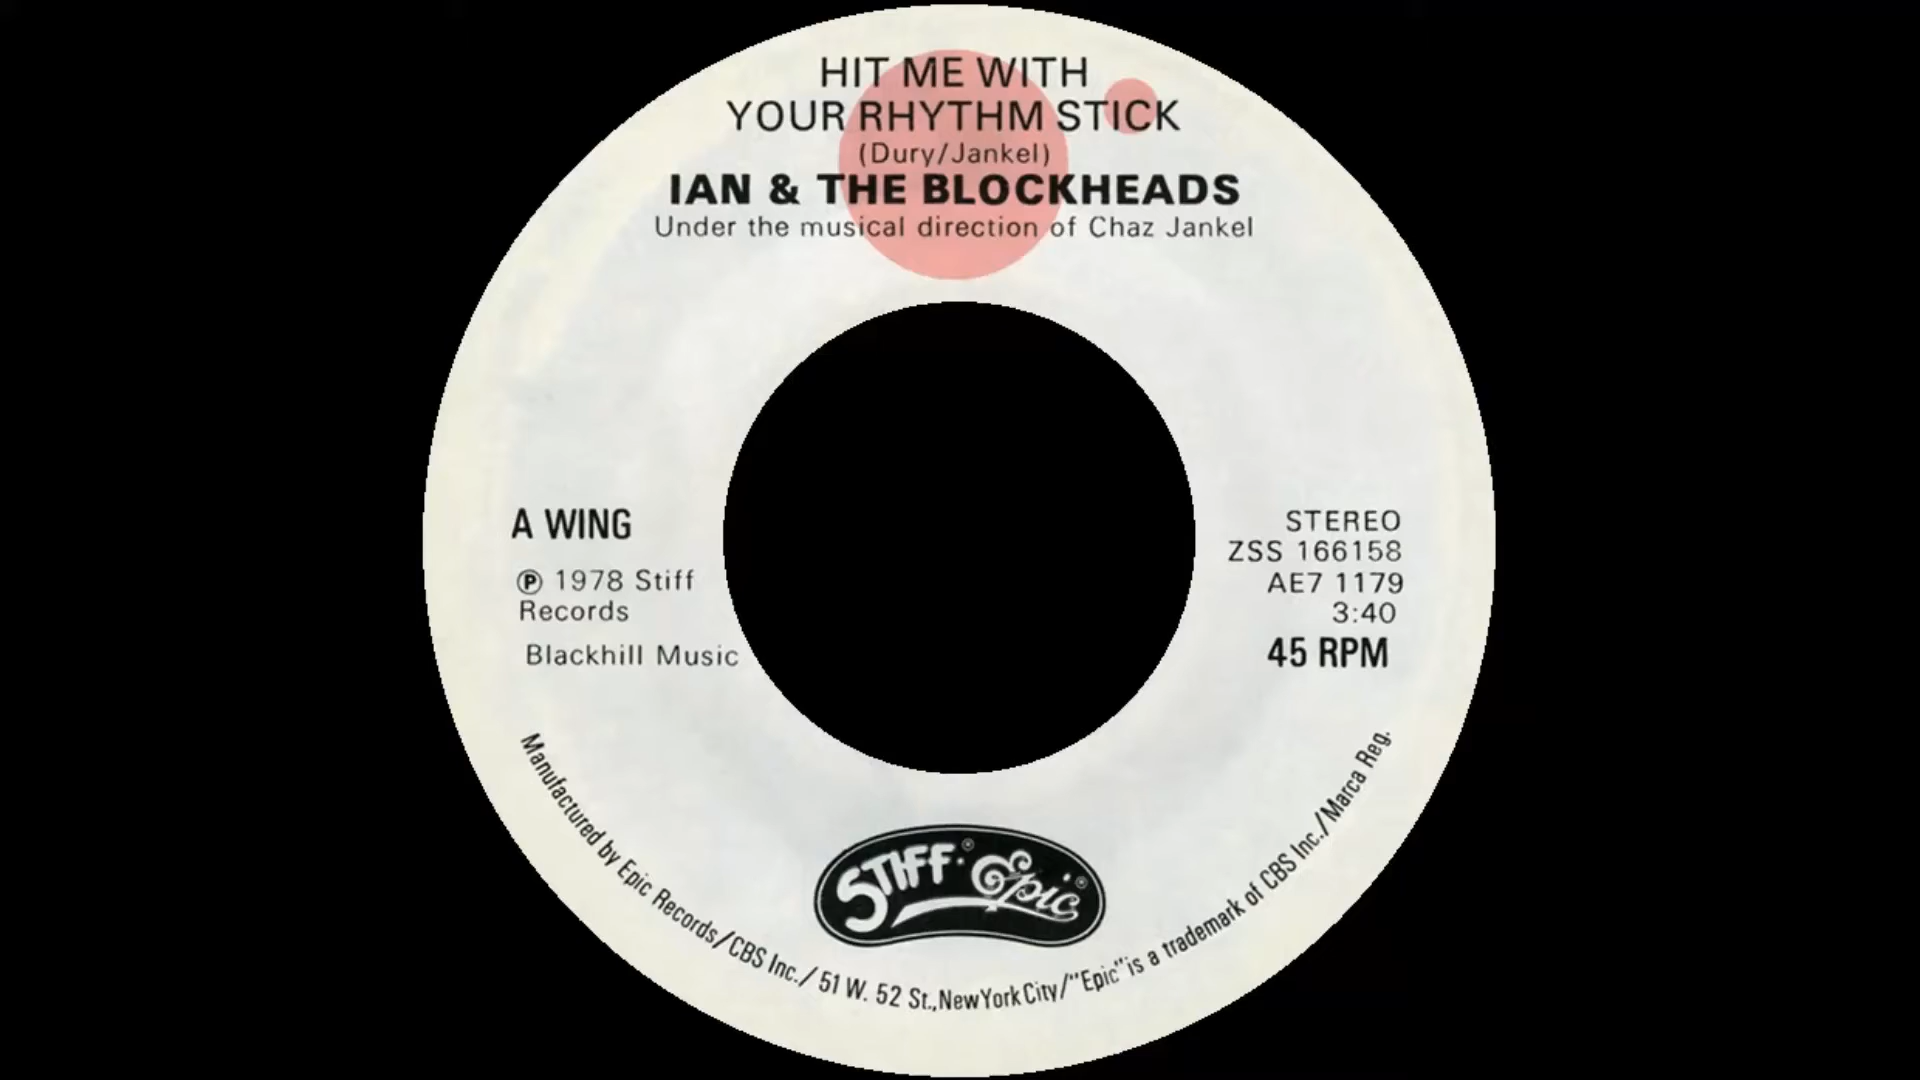 HIT ME WITH
YOUR RHYTHM STICK
(Dury/Jankel)
IAN & THE BLOCKHEADS
Under the musical direction of Chaz Jankel
A WING
Ⓟ 1978 Stiff
Records
Blackhill Music
STEREO
ZSS 166158
AE7 1179
3:40
45 RPM
STIFF® Epic®
Manufactured by Epic Records/CBS Inc./ 51 W. 52 St., New York City/"Epic" is a trademark of CBS Inc./Marca Reg.